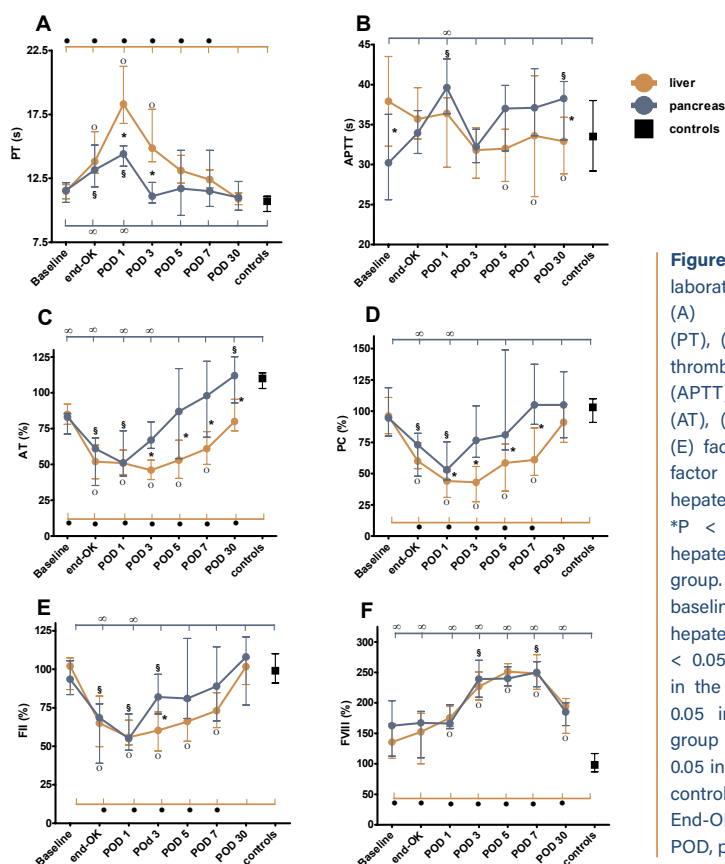 A
PT (s)
22.5
17.5
12.5
7.5
Baseline
end-OK
POD 1
POD 3
POD 5
POD 7
POD 30
controls
B
APTT (s)
45
40
35
30
25
20
Baseline
end-OK
POD 1
POD 3
POD 5
POD 7
POD 30
controls
liver
pancreas
controls
C
AT (%)
125
100
75
50
25
0
Baseline
end-OK
POD 1
POD 3
POD 5
POD 7
POD 30
controls
D
PC (%)
150
125
100
75
50
25
0
Baseline
end-OK
POD 1
POD 3
POD 5
POD 7
POD 30
controls
E
FII (%)
125
100
75
50
25
0
Baseline
end-OK
POD 1
POd 3
POD 5
POD 7
POD 30
controls
F
FVIII (%)
300
250
200
150
100
50
0
Baseline
end-OK
POD 1
POD 3
POD 5
POD 7
POD 30
controls
Figure
laborat
(A)
(PT), (
thromb
(APTT)
(AT), (
(E) fac
factor
hepate
*P <
hepate
group.
baselin
hepate
< 0.05
in the
0.05 in
group
0.05 in
control
End-OK
POD, p